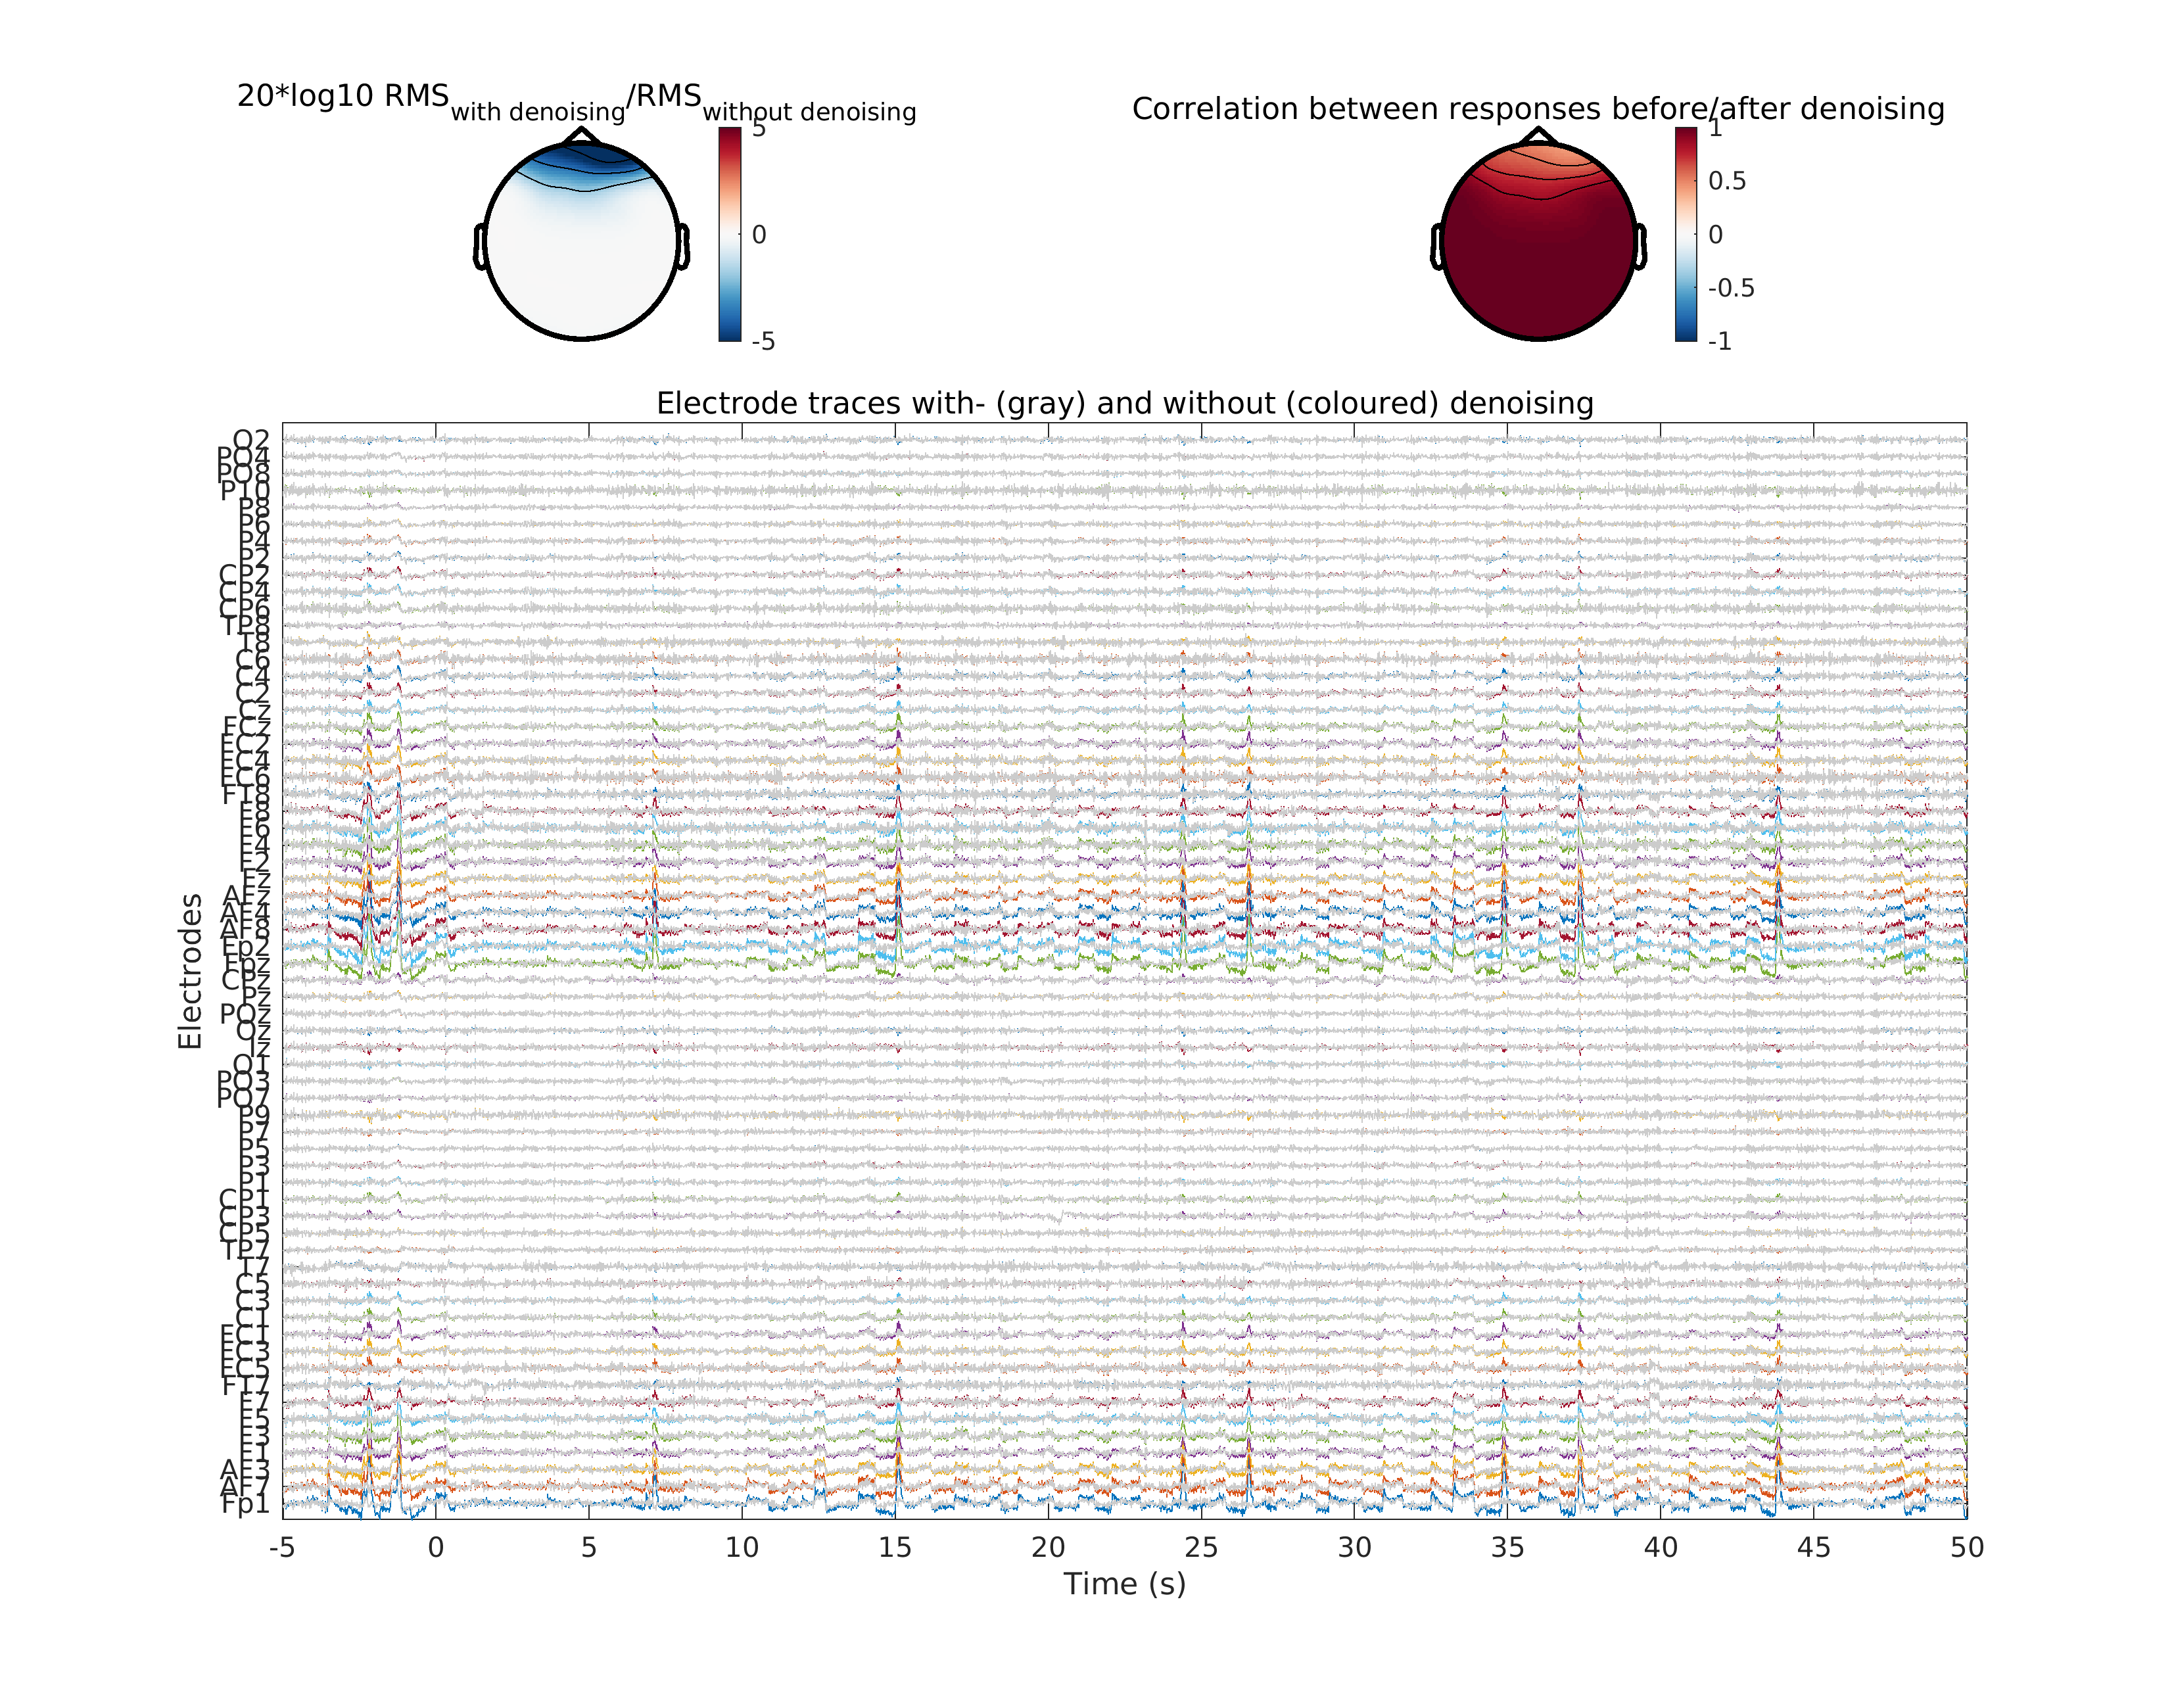 20*log10 RMS with denoising /RMS without denoising
5
0
-5
Correlation between responses before/after denoising
1
0.5
0
-0.5
-1
Electrode traces with- (gray) and without (coloured) denoising
Electrodes
O2
PO4
PO8
P10
P8
P6
P4
P2
CP2
CP4
CP6
TP8
T8
C6
C4
C2
Cz
FCz
FC2
FC4
FC6
FT8
F8
F6
F4
F2
Fz
AFz
AF4
AF8
Fp2
Fpz
CPz
Pz
POz
Oz
Iz
O1
PO3
PO7
P9
P7
P5
P3
P1
CP1
CP3
CP5
TP7
T7
C5
C3
C1
FC1
FC3
FC5
FT7
F7
F5
F3
F1
AF3
AF7
Fp1
-5 0 5 10 15 20 25 30 35 40 45 50
Time (s)